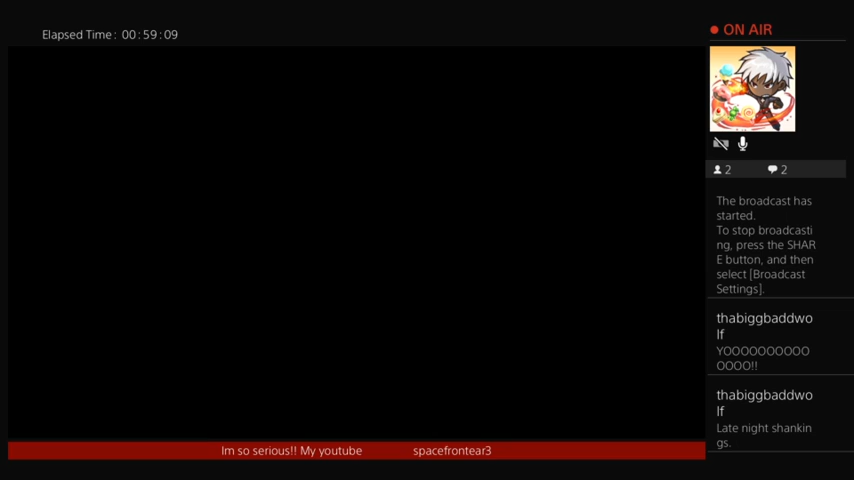 Elapsed Time: 00:59:09
ON AIR
2 2
The broadcast has
started.
To stop broadcasti
ng, press the SHAR
E button, and then
select [Broadcast
Settings].
thabiggbaddwo
lf
YOOOOOOOOOO
OOOO!!
thabiggbaddwo
lf
Late night shankin
gs.
Im so serious!! My youtube spacefrontear3